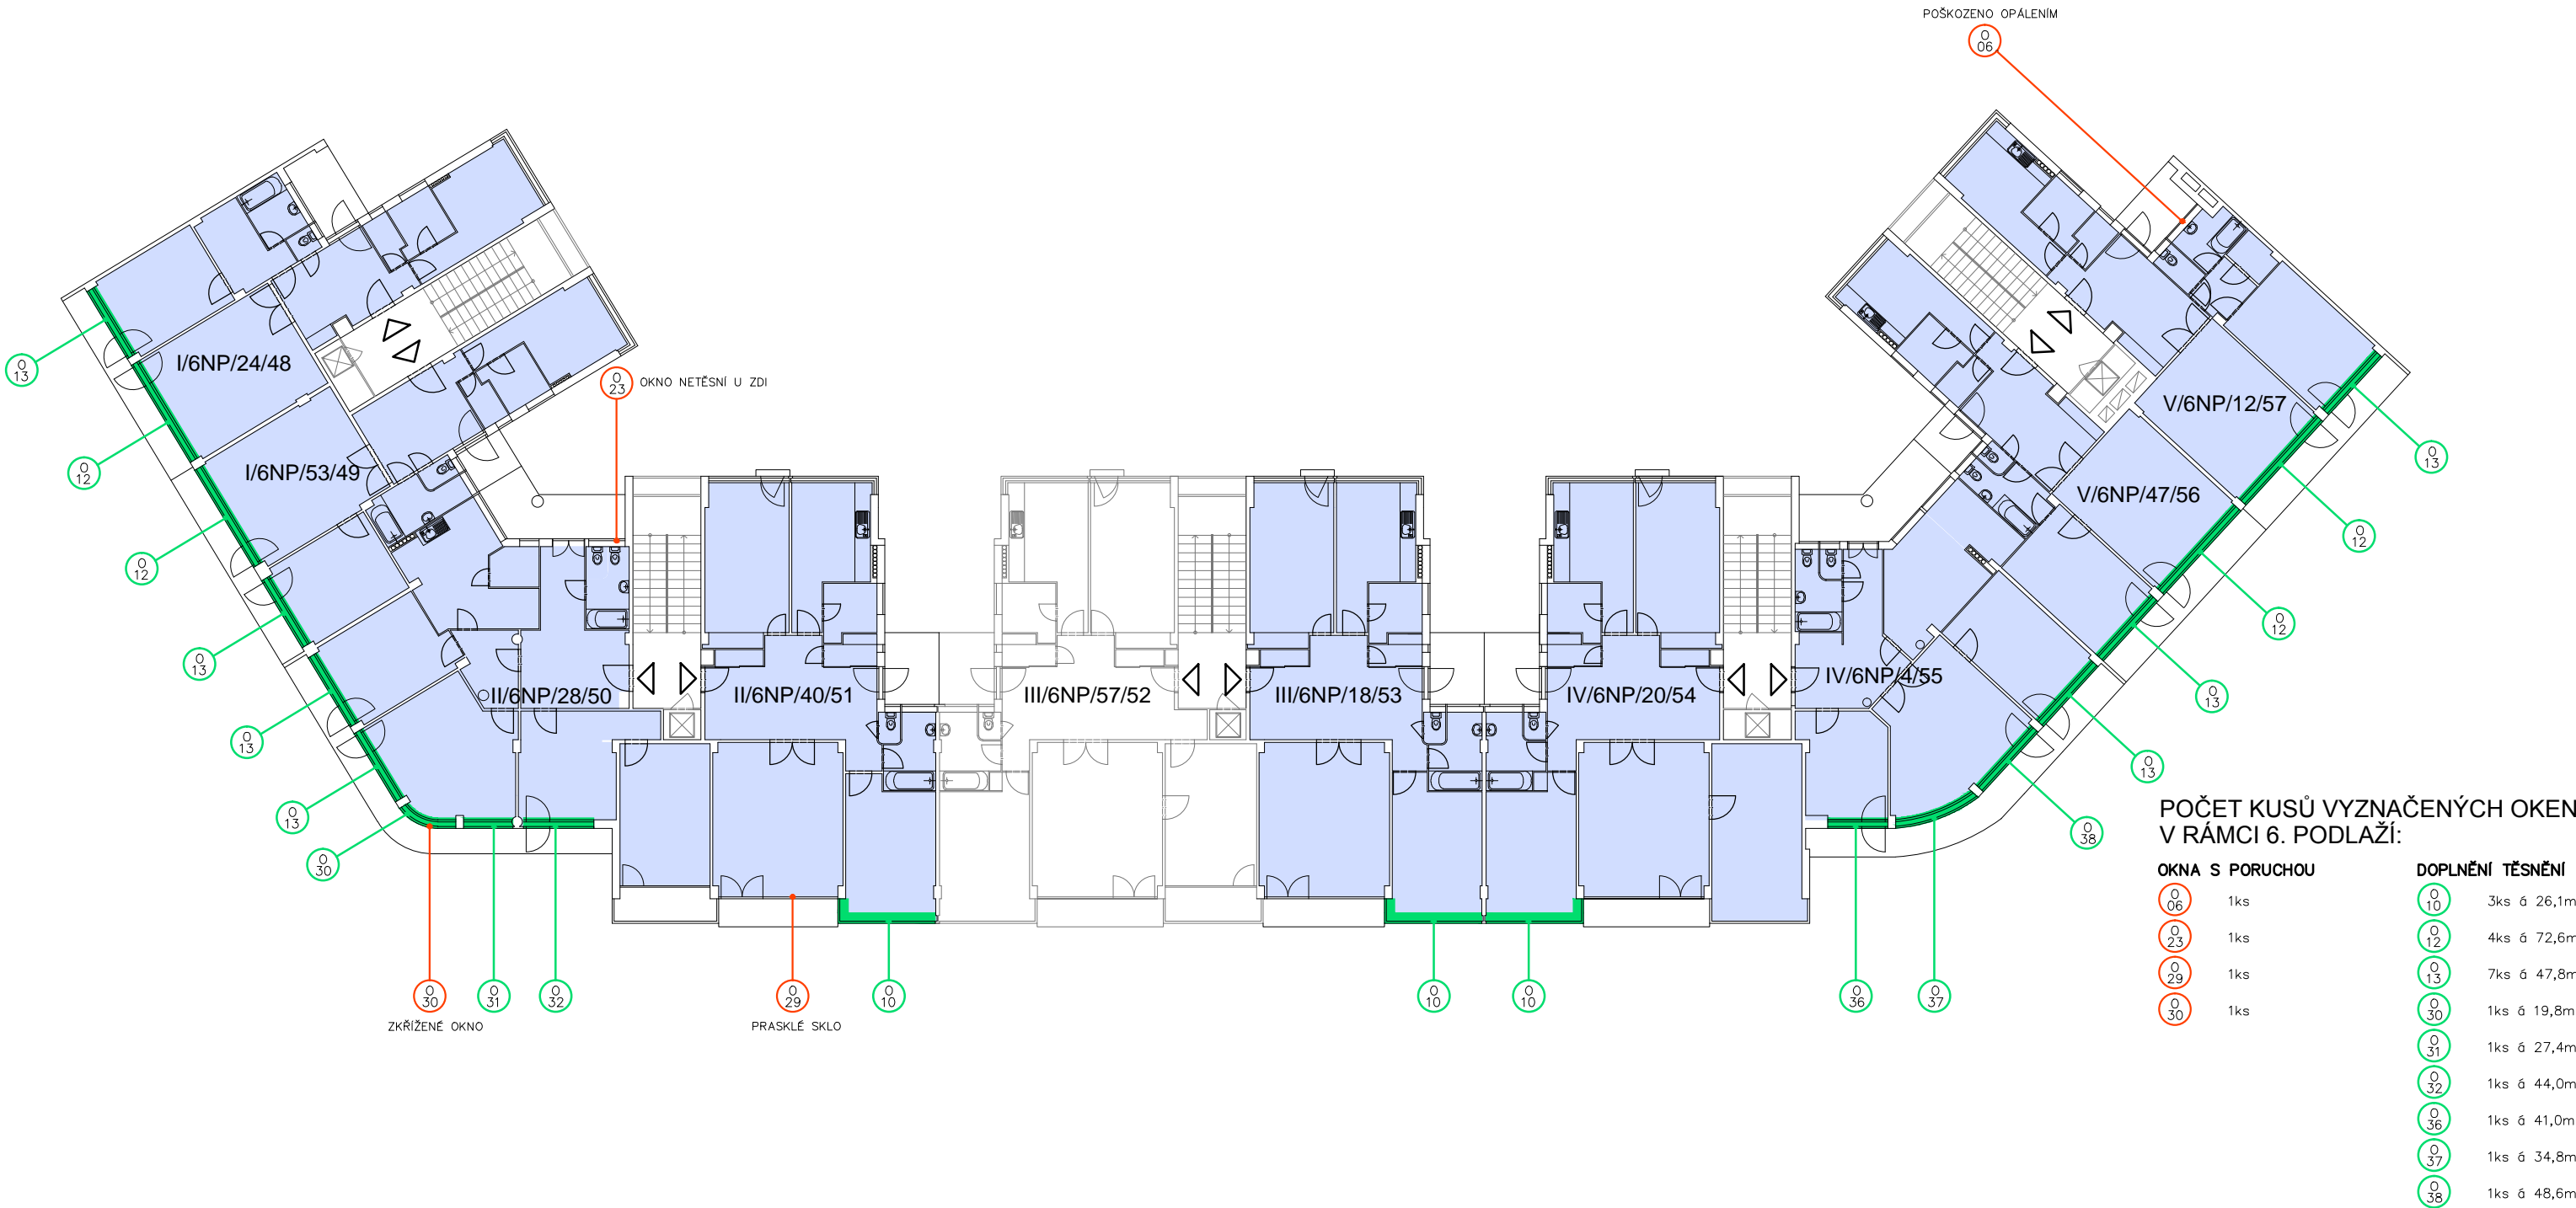 POŠKOZENO OPÁLENÍM
O
06
I/6NP/24/48
O
13
O
23
OKNO NETĚSNÍ U ZDI
V/6NP/12/57
O
13
O
12
I/6NP/53/49
V/6NP/47/56
O
12
O
12
O
12
O
13
II/6NP/28/50
II/6NP/40/51
III/6NP/57/52
III/6NP/18/53
IV/6NP/20/54
IV/6NP/4/55
O
13
O
13
O
13
O
13
O
30
O
38
O
30
ZKŘÍŽENÉ OKNO
O
31
O
32
O
29
PRASKLÉ SKLO
O
10
O
10
O
10
O
36
O
37
POČET KUSŮ VYZNAČENÝCH OKEN
V RÁMCI 6. PODLAŽÍ:
OKNA S PORUCHOU
O
06
1ks
O
23
1ks
O
29
1ks
O
30
1ks
DOPLNĚNÍ TĚSNĚNÍ
O
10
3ks á 26,1m
O
12
4ks á 72,6m
O
13
7ks á 47,8m
O
30
1ks á 19,8m
O
31
1ks á 27,4m
O
32
1ks á 44,0m
O
36
1ks á 41,0m
O
37
1ks á 34,8m
O
38
1ks á 48,6m